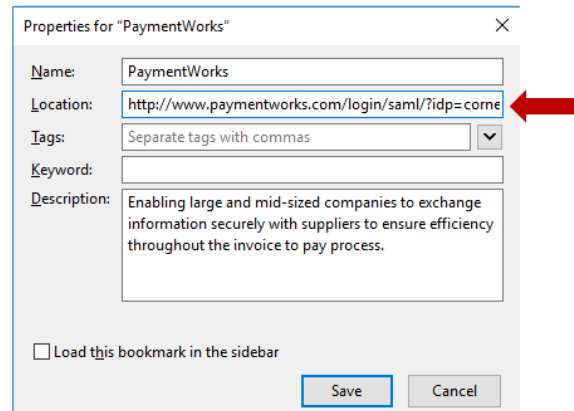 Properties for "PaymentWorks"
Name: PaymentWorks
Location: http://www.paymentworks.com/login/saml/?idp=corne
Tags: Separate tags with commas
Keyword:
Description: Enabling large and mid-sized companies to exchange
information securely with suppliers to ensure efficiency
throughout the invoice to pay process.
Load this bookmark in the sidebar
Save Cancel